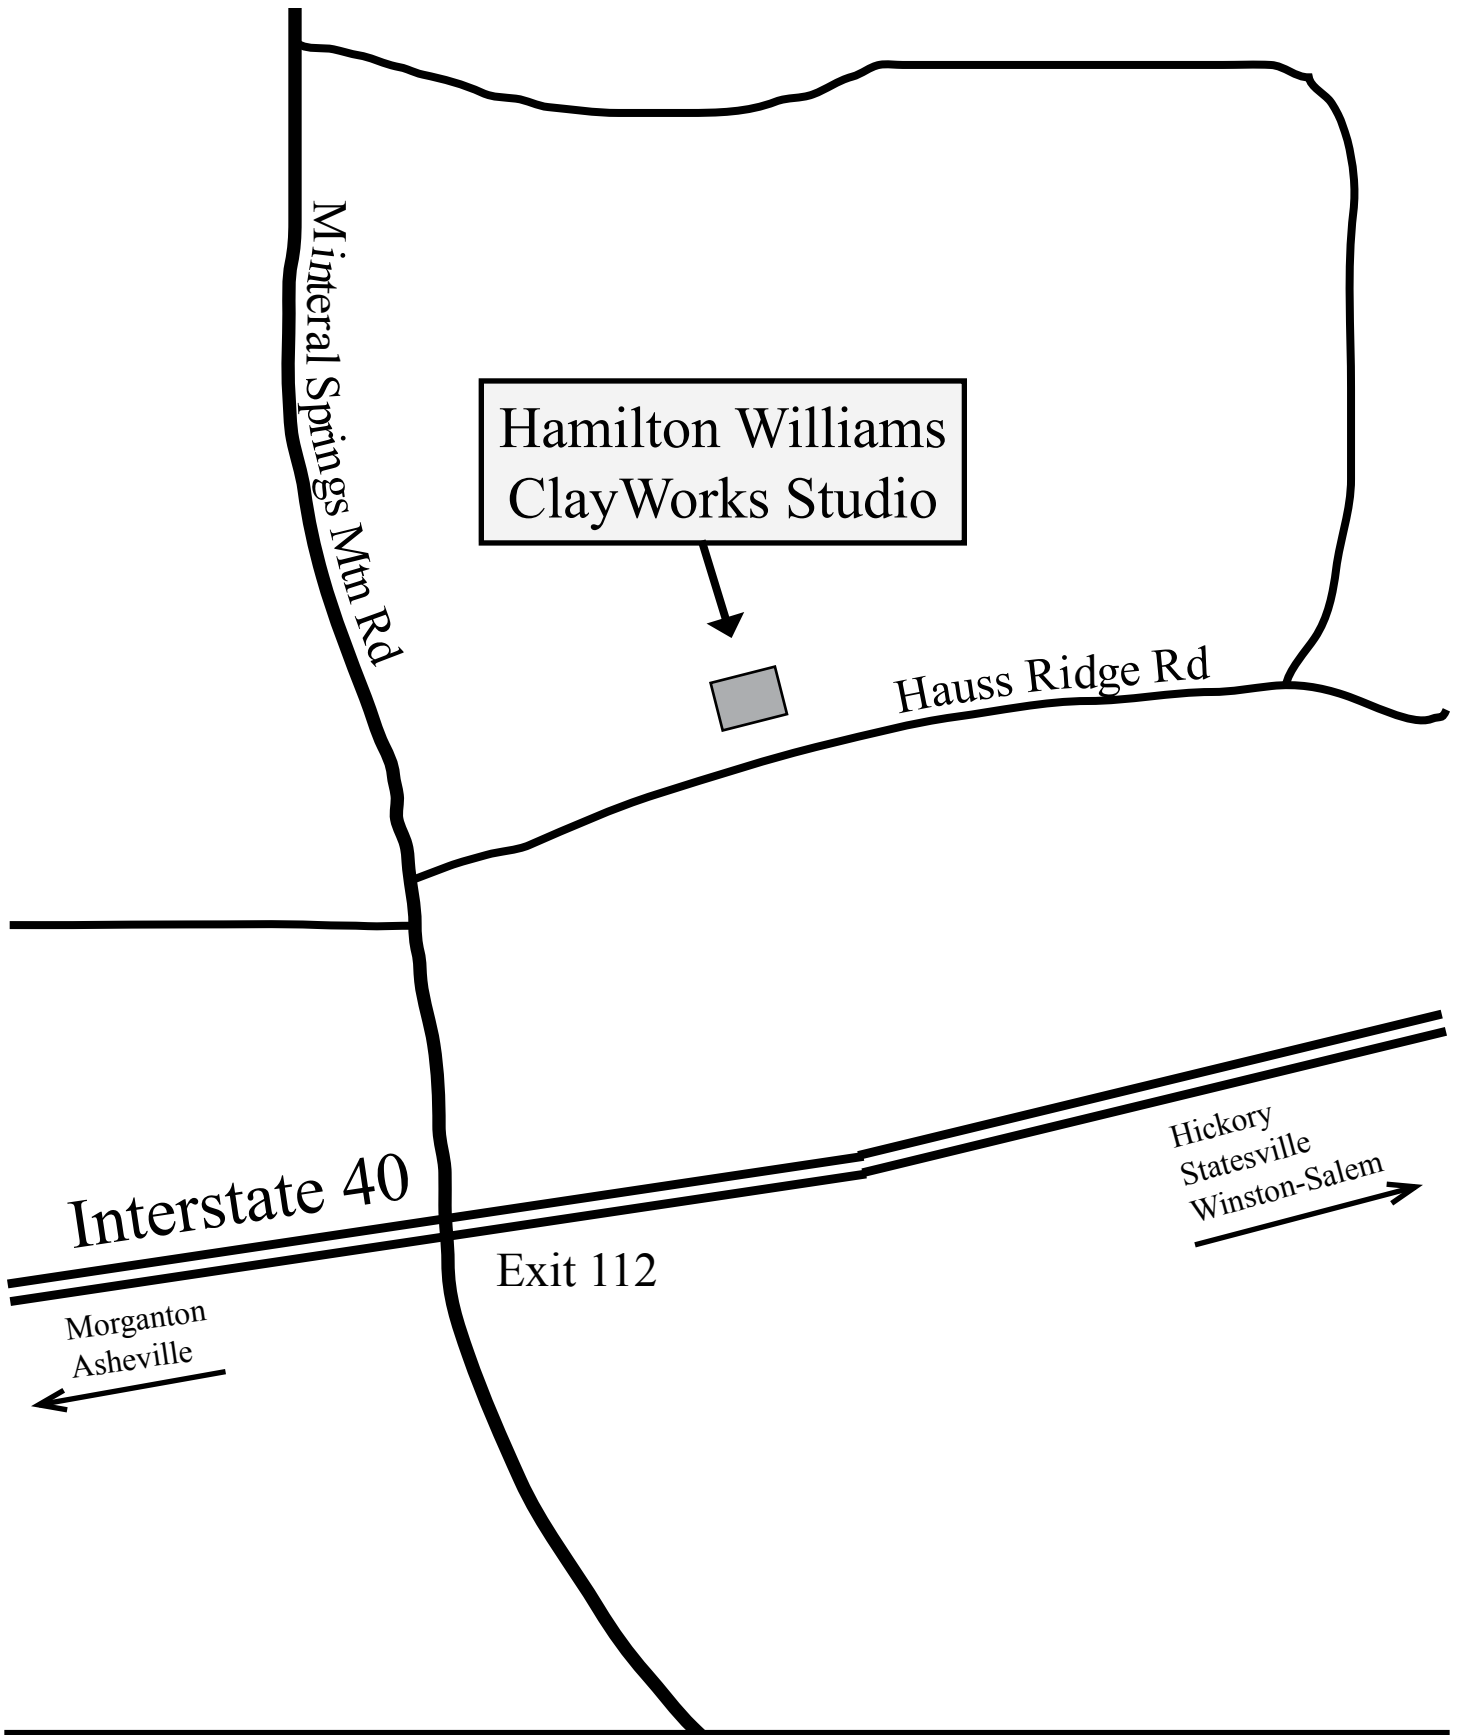 Minteral Springs Mtn Rd
Hamilton Williams
ClayWorks Studio
Hauss Ridge Rd
Hickory
Statesville
Winston-Salem
Interstate 40
Exit 112
Morganton
Asheville